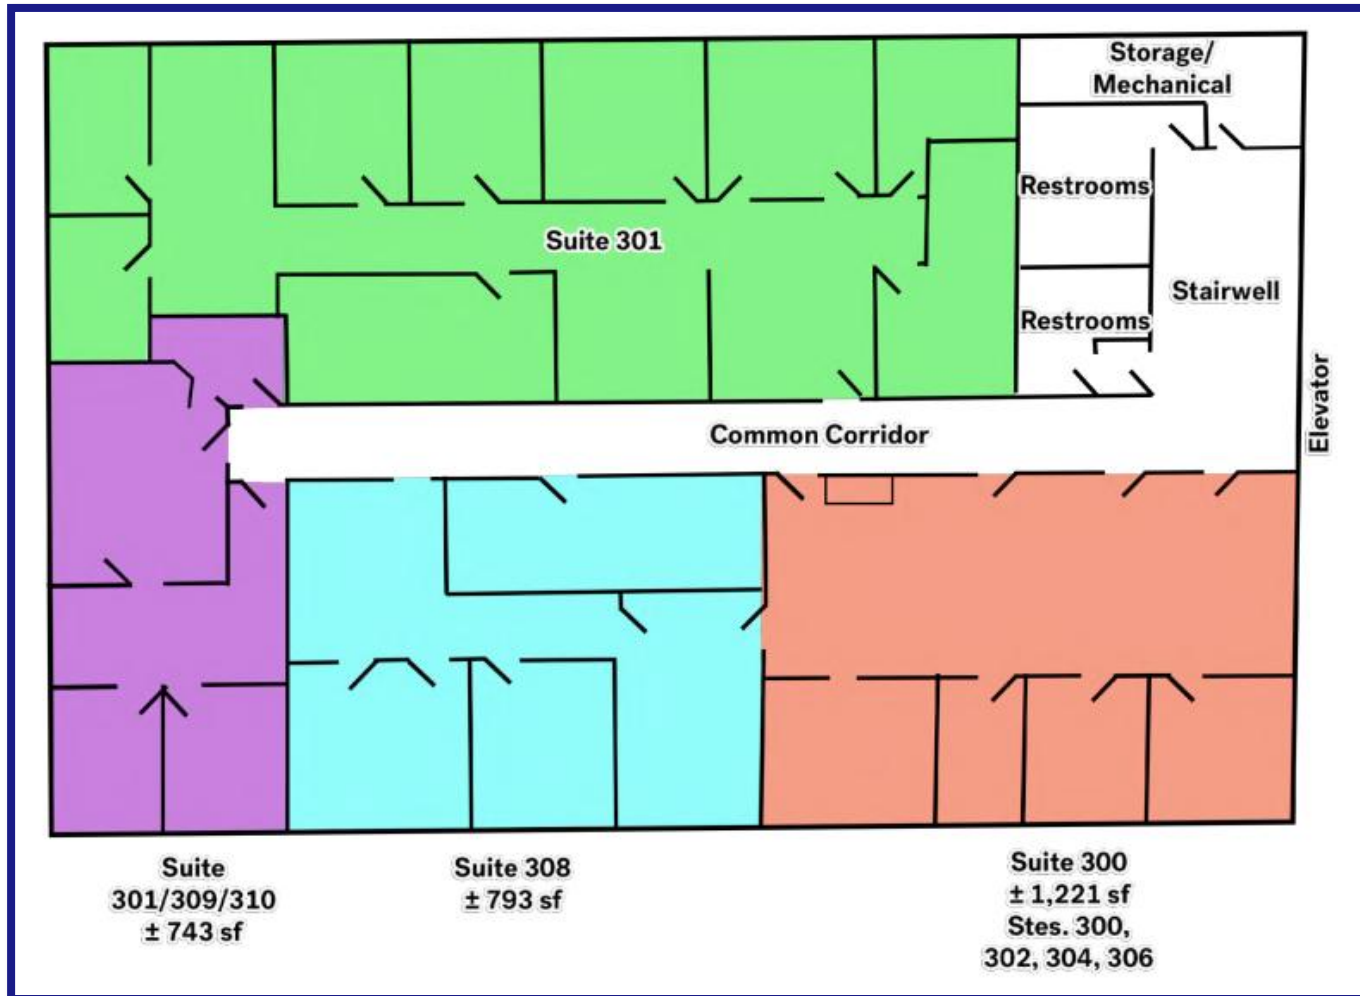 Storage/
Mechanical
Restrooms
Suite 301
Stairwell
Restrooms
Elevator
Common Corridor
Suite
301/309/310
± 743 sf
Suite 308
± 793 sf
Suite 300
± 1,221 sf
Stes. 300,
302, 304, 306